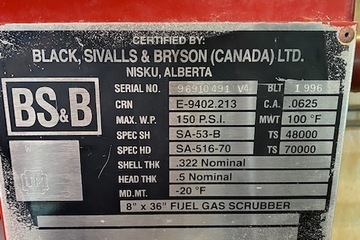 CERTIFIED BY:
BLACK, SIVALLS & BRYSON (CANADA) LTD.
NISKU, ALBERTA
BS&B
SERIAL NO. 96910491 V4 BLT 1996
CRN E-9402.213 C.A. .0625
MAX. W.P. 150 P.S.I. MWT 100 °F
SPEC SH SA-53-B TS 48000
SPEC HD SA-516-70 TS 70000
SHELL THK .322 Nominal
HEAD THK .5 Nominal
MD.MT. -20 °F
8" x 36" FUEL GAS SCRUBBER